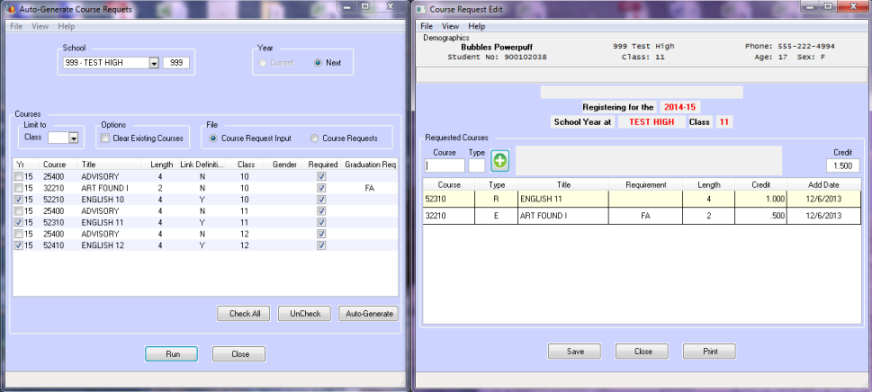 Auto-Generate Course Requets
File View Help
School
999 - TEST HIGH 999
Year
Current Next
Courses
Limit to
Class
Options
Clear Existing Courses
File
Course Request Input Course Requests
Yr Course Title Length Link Definiti... Class Gender Required Graduation Req
15 25400 ADVISORY 4 N 10
15 32210 ART FOUND I 2 N 10 FA
15 52210 ENGLISH 10 4 Y 10
15 25400 ADVISORY 4 N 11
15 52310 ENGLISH 11 4 Y 11
15 25400 ADVISORY 4 N 12
15 52410 ENGLISH 12 4 Y 12
Check All UnCheck Auto-Generate
Run Close
Course Request Edit
File View Help
Demographics
Bubbles Powerpuff 999 Test High Phone: 555-222-4994
Student No: 900102038 Class: 11 Age: 17 Sex: F
Registering for the 2014-15
School Year at TEST HIGH Class 11
Requested Courses
Course Type Credit
1.500
Course Type Title Requirement Length Credit Add Date
52310 R ENGLISH 11 4 1.000 12/6/2013
32210 E ART FOUND I FA 2 .500 12/6/2013
Save Close Print